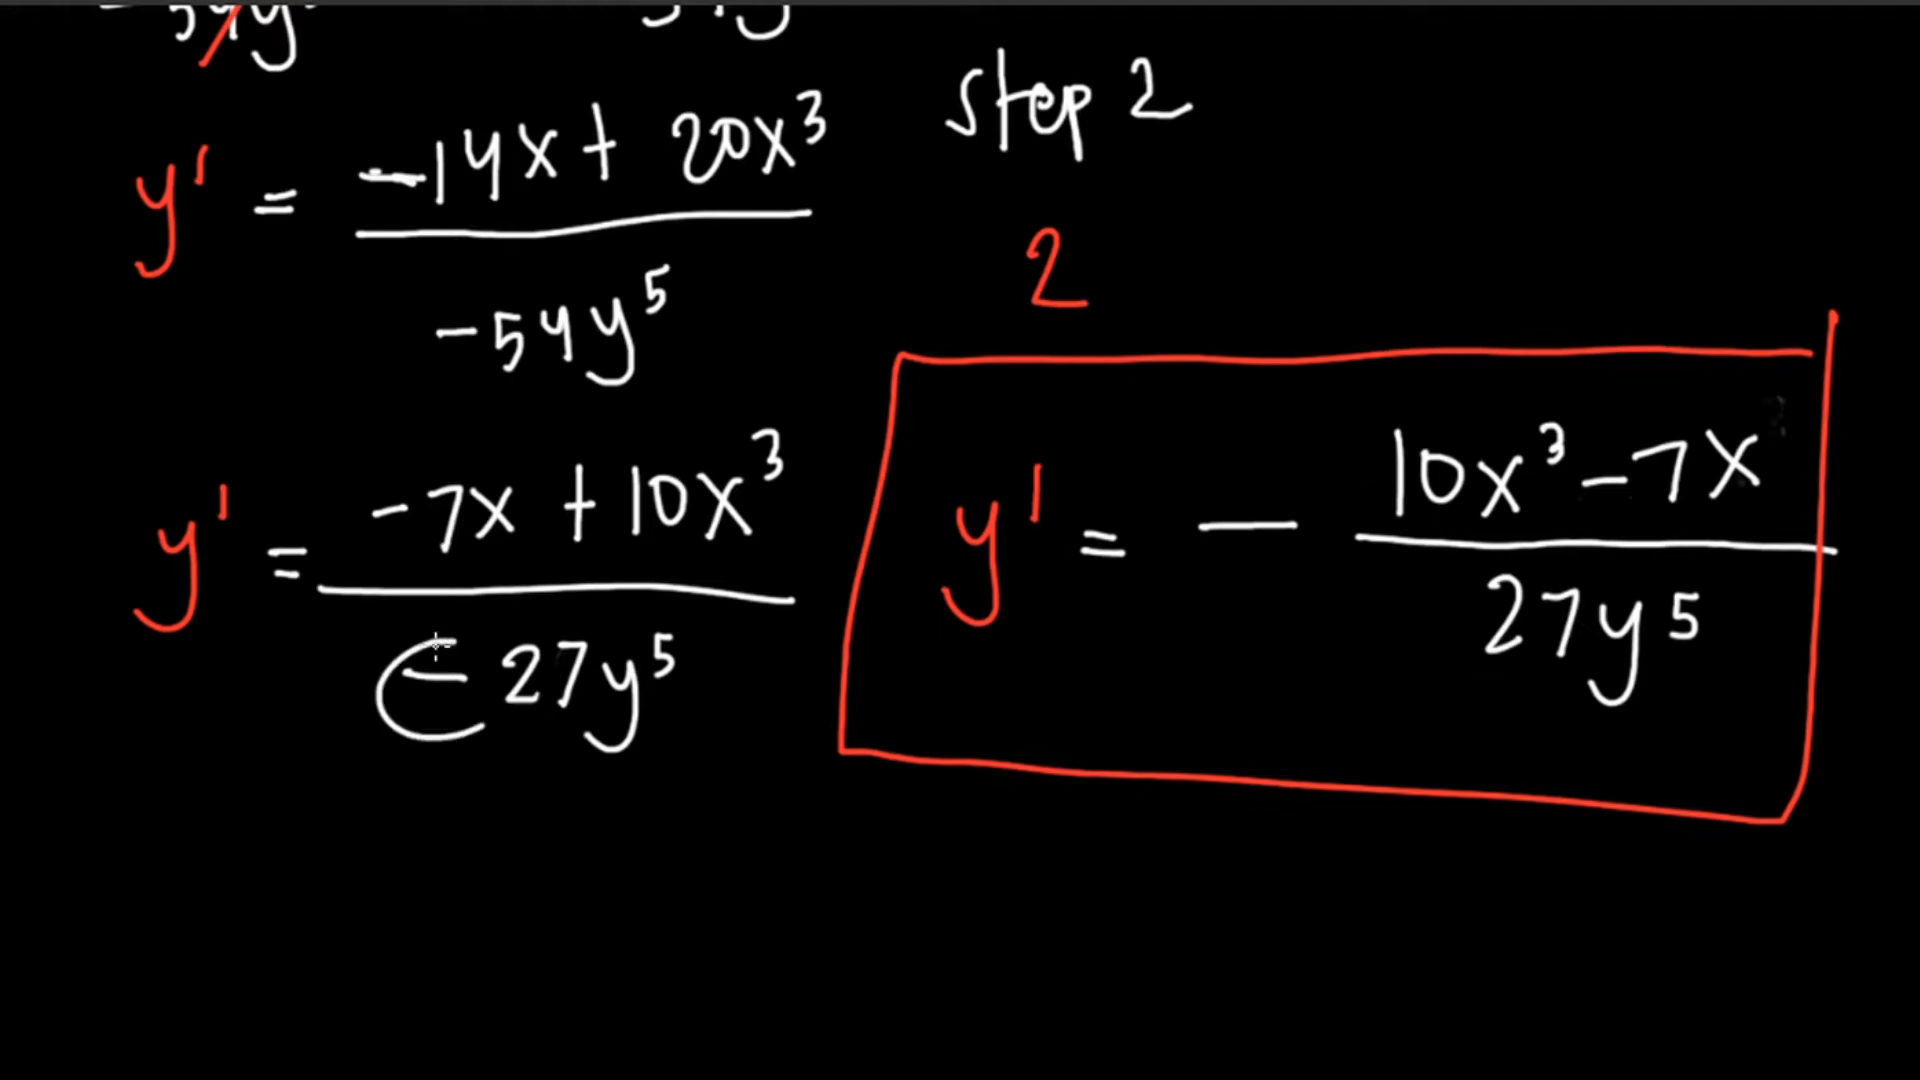 y' = (-14x + 20x³)/(-54y⁵)
step 2
2
y' = (-7x + 10x³)/(-27y⁵)
y' = - (10x³ - 7x)/(27y⁵)